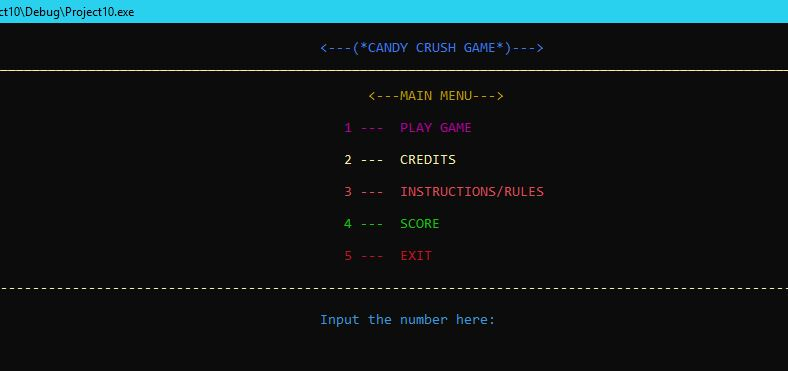 ct10\Debug\Project10.exe
<---(*CANDY CRUSH GAME*)--->
<---MAIN MENU--->
1 ---  PLAY GAME
2 ---  CREDITS
3 ---  INSTRUCTIONS/RULES
4 ---  SCORE
5 ---  EXIT
Input the number here: